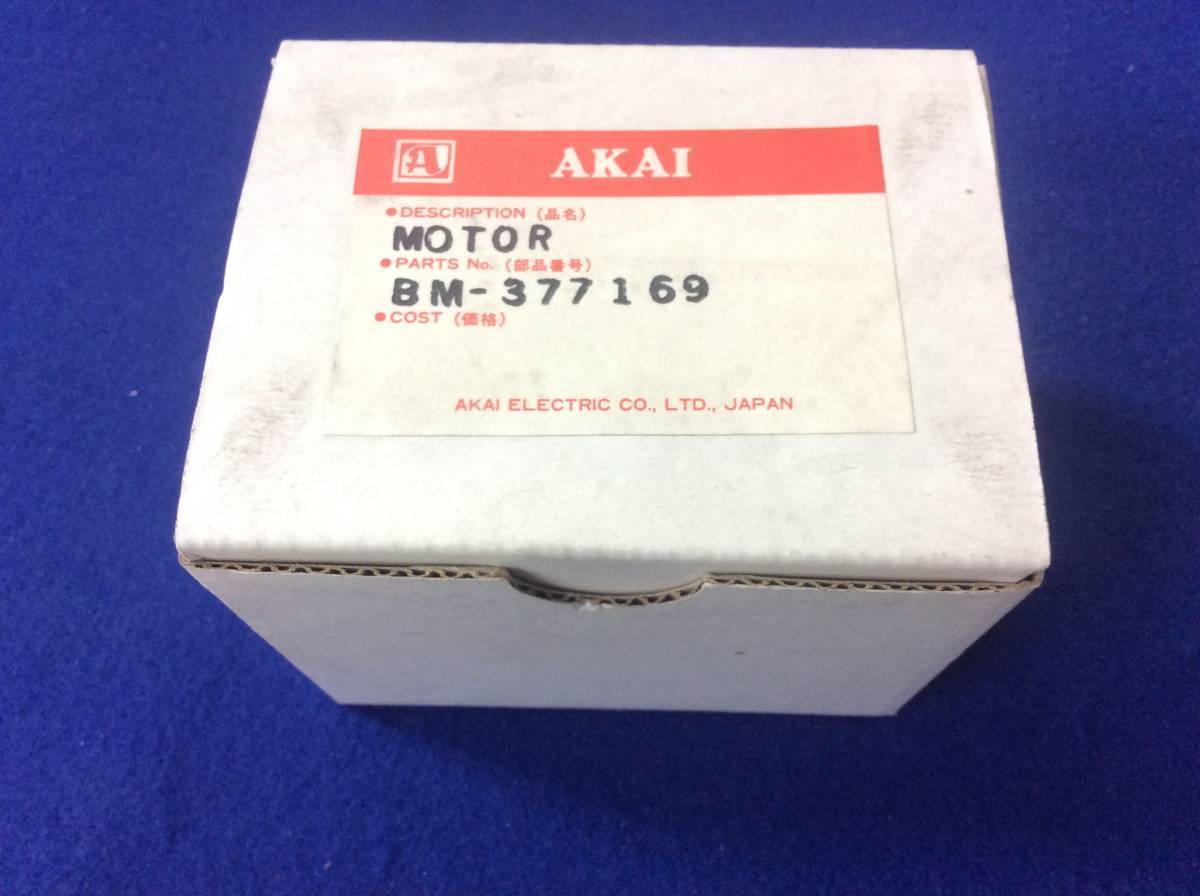 A AKAI
●DESCRIPTION (品名)
MOTOR
●PARTS No. (部品番号)
BM-377169
●COST (価格)
AKAI ELECTRIC CO., LTD., JAPAN